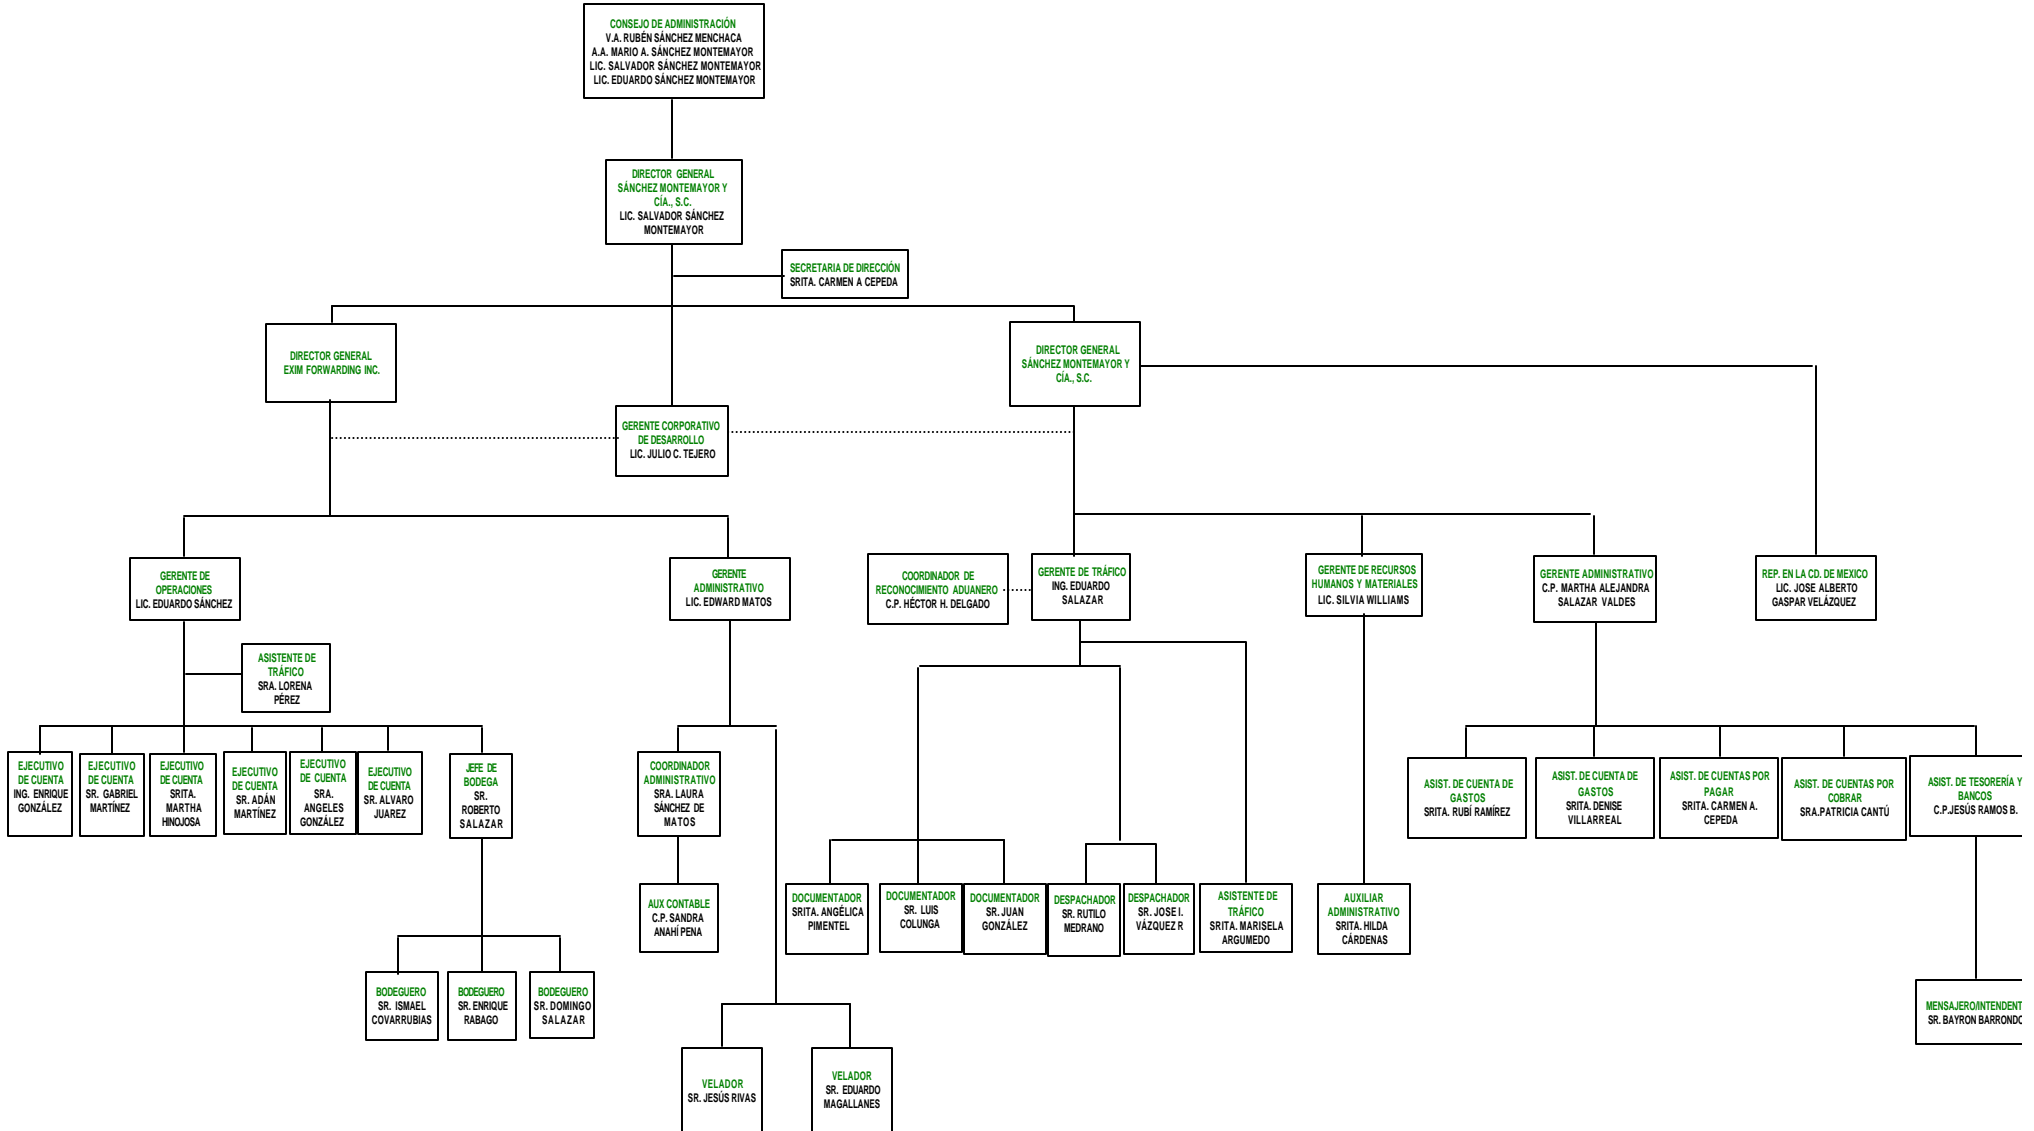 CONSEJO DE ADMINISTRACIÓN
V.A. RUBÉN SÁNCHEZ MENCHACA
A.A. MARIO A. SÁNCHEZ MONTEMAYOR
LIC. SALVADOR SÁNCHEZ MONTEMAYOR
LIC. EDUARDO SÁNCHEZ MONTEMAYOR
DIRECTOR GENERAL
SÁNCHEZ MONTEMAYOR Y
CÍA., S.C.
LIC. SALVADOR SÁNCHEZ
MONTEMAYOR
SECRETARIA DE DIRECCIÓN
SRITA. CARMEN A CEPEDA
DIRECTOR GENERAL
EXIM FORWARDING INC.
DIRECTOR GENERAL
SÁNCHEZ MONTEMAYOR Y
CÍA., S.C.
GERENTE CORPORATIVO
DE DESARROLLO
LIC. JULIO C. TEJERO
GERENTE DE
OPERACIONES
LIC. EDUARDO SÁNCHEZ
GERENTE
ADMINISTRATIVO
LIC. EDWARD MATOS
COORDINADOR DE
RECONOCIMIENTO ADUANERO
C.P. HÉCTOR H. DELGADO
GERENTE DE TRÁFICO
ING. EDUARDO
SALAZAR
GERENTE DE RECURSOS
HUMANOS Y MATERIALES
LIC. SILVIA WILLIAMS
GERENTE ADMINISTRATIVO
C.P. MARTHA ALEJANDRA
SALAZAR VALDES
REP. EN LA CD. DE MEXICO
LIC. JOSE ALBERTO
GASPAR VELÁZQUEZ
ASISTENTE DE
TRÁFICO
SRA. LORENA
PÉREZ
EJECUTIVO
DE CUENTA
ING. ENRIQUE
GONZÁLEZ
EJECUTIVO
DE CUENTA
SR. GABRIEL
MARTÍNEZ
EJECUTIVO
DE CUENTA
SRITA.
MARTHA
HINOJOSA
EJECUTIVO
DE CUENTA
SR. ADÁN
MARTÍNEZ
EJECUTIVO
DE CUENTA
SRA.
ANGELES
GONZÁLEZ
EJECUTIVO
DE CUENTA
SR. ALVARO
JUAREZ
JEFE DE
BODEGA
SR.
ROBERTO
SALAZAR
COORDINADOR
ADMINISTRATIVO
SRA. LAURA
SÁNCHEZ DE
MATOS
ASIST. DE CUENTA DE
GASTOS
SRITA. RUBÍ RAMÍREZ
ASIST. DE CUENTA DE
GASTOS
SRITA. DENISE
VILLARREAL
ASIST. DE CUENTAS POR
PAGAR
SRITA. CARMEN A.
CEPEDA
ASIST. DE CUENTAS POR
COBRAR
SRA.PATRICIA CANTÚ
ASIST. DE TESORERÍA Y
BANCOS
C.P.JESÚS RAMOS B.
AUX CONTABLE
C.P. SANDRA
ANAHÍ PENA
DOCUMENTADOR
SRITA. ANGÉLICA
PIMENTEL
DOCUMENTADOR
SR. LUIS
COLUNGA
DOCUMENTADOR
SR. JUAN
GONZÁLEZ
DESPACHADOR
SR. RUTILO
MEDRANO
DESPACHADOR
SR. JOSE I.
VÁZQUEZ R
ASISTENTE DE
TRÁFICO
SRITA. MARISELA
ARGUMEDO
AUXILIAR
ADMINISTRATIVO
SRITA. HILDA
CÁRDENAS
BODEGUERO
SR. ISMAEL
COVARRUBIAS
BODEGUERO
SR. ENRIQUE
RABAGO
BODEGUERO
SR. DOMINGO
SALAZAR
MENSAJERO/INTENDENT
SR. BAYRON BARRONDO
VELADOR
SR. JESÚS RIVAS
VELADOR
SR. EDUARDO
MAGALLANES